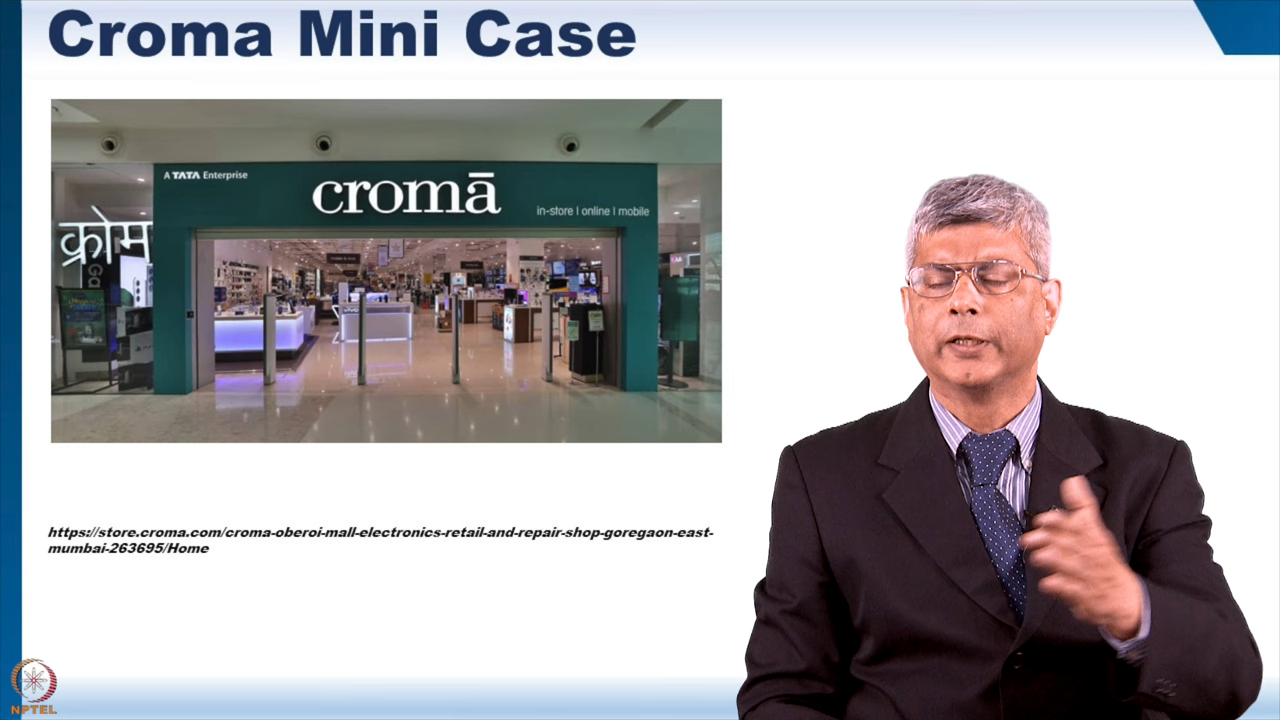 Croma Mini Case
A TATA Enterprise
cromā
in-store | online | mobile
क्रोम
https://store.croma.com/croma-oberoi-mall-electronics-retail-and-repair-shop-goregaon-east-
mumbai-263695/Home
NPTEL